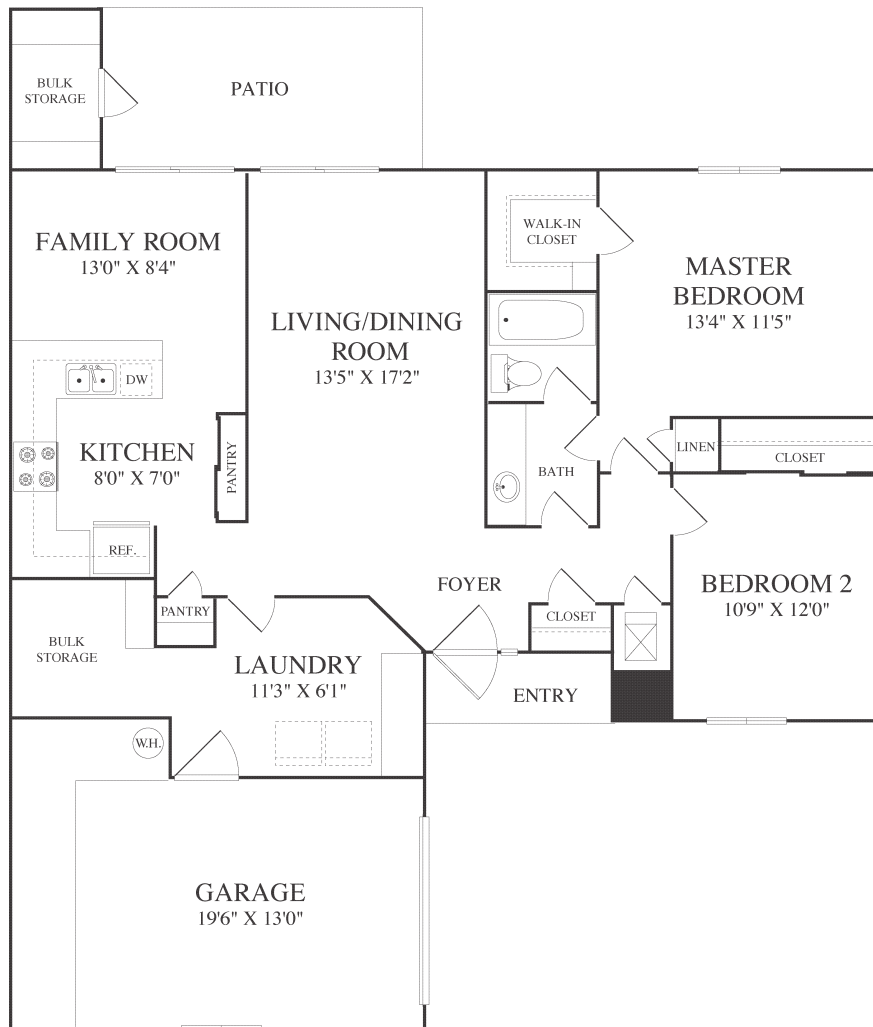 BULK
STORAGE
PATIO
FAMILY ROOM
13'0" X 8'4"
WALK-IN
CLOSET
MASTER
BEDROOM
13'4" X 11'5"
LIVING/DINING
ROOM
13'5" X 17'2"
DW
KITCHEN
8'0" X 7'0"
PANTRY
BATH
LINEN
CLOSET
REF.
PANTRY
FOYER
CLOSET
BEDROOM 2
10'9" X 12'0"
BULK
STORAGE
LAUNDRY
11'3" X 6'1"
ENTRY
W.H.
GARAGE
19'6" X 13'0"